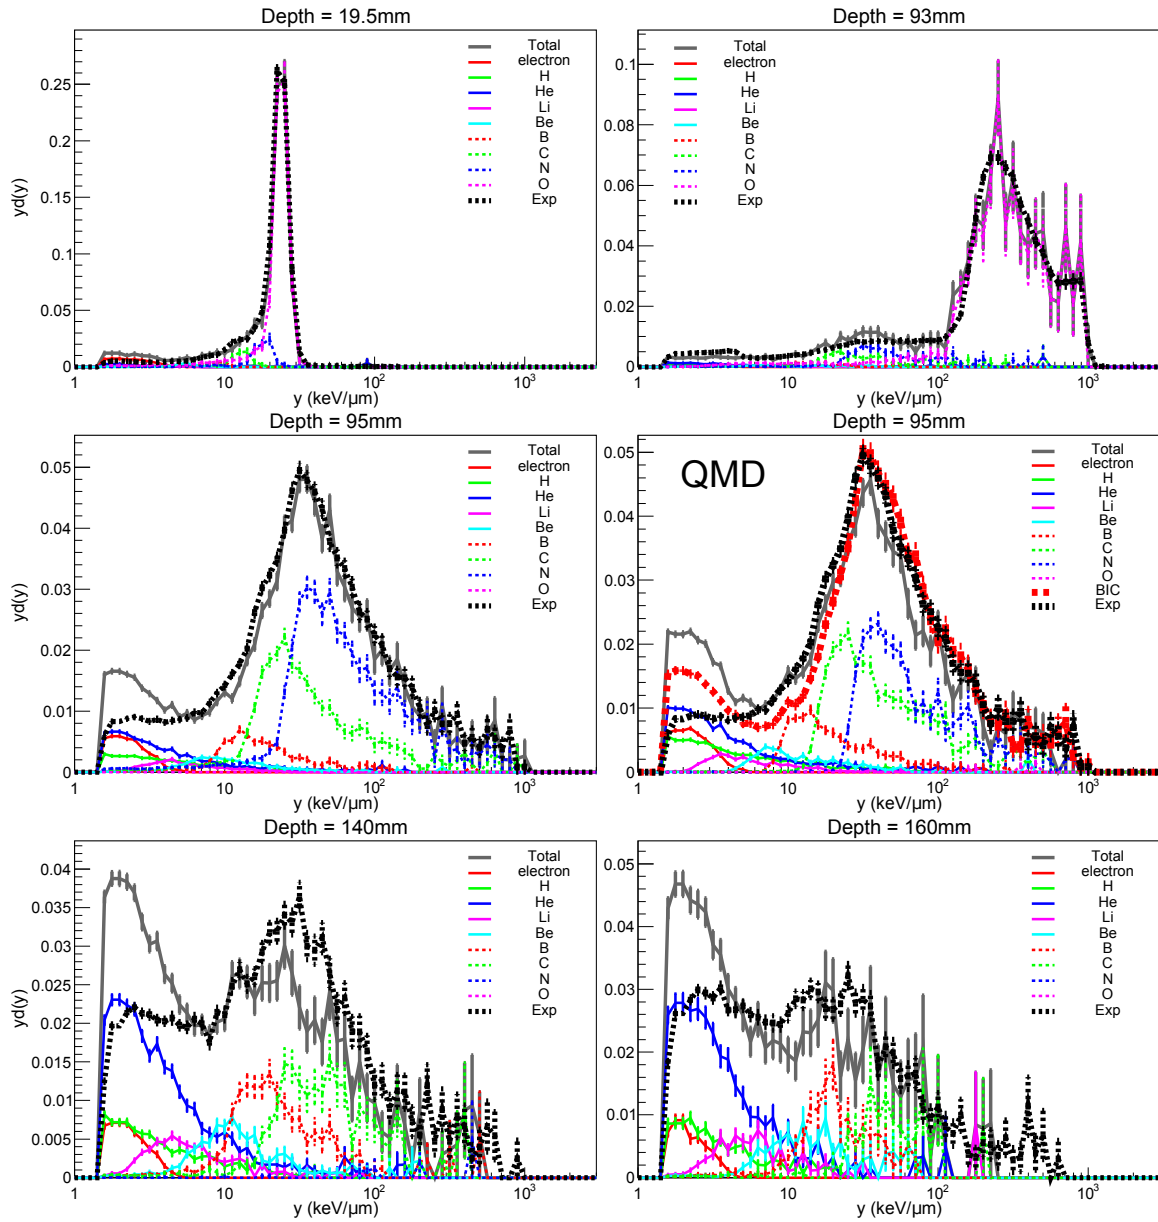 Depth = 19.5mm
yd(y)
0.25
0.2
0.15
0.1
0.05
0
1
10
10²
10³
y (keV/μm)
Total
electron
H
He
Li
Be
B
C
N
O
Exp
Depth = 93mm
0.1
0.08
0.06
0.04
0.02
0
1
10
10²
10³
y (keV/μm)
Total
electron
H
He
Li
Be
B
C
N
O
Exp
Depth = 95mm
yd(y)
0.05
0.04
0.03
0.02
0.01
0
1
10
10²
10³
y (keV/μm)
Total
electron
H
He
Li
Be
B
C
N
O
Exp
Depth = 95mm
QMD
0.05
0.04
0.03
0.02
0.01
0
1
10
10²
10³
y (keV/μm)
Total
electron
H
He
Li
Be
B
C
N
O
BIC
Exp
Depth = 140mm
yd(y)
0.04
0.035
0.03
0.025
0.02
0.015
0.01
0.005
0
1
10
10²
10³
y (keV/μm)
Total
electron
H
He
Li
Be
B
C
N
O
Exp
Depth = 160mm
0.05
0.04
0.03
0.02
0.01
0
1
10
10²
10³
y (keV/μm)
Total
electron
H
He
Li
Be
B
C
N
O
Exp